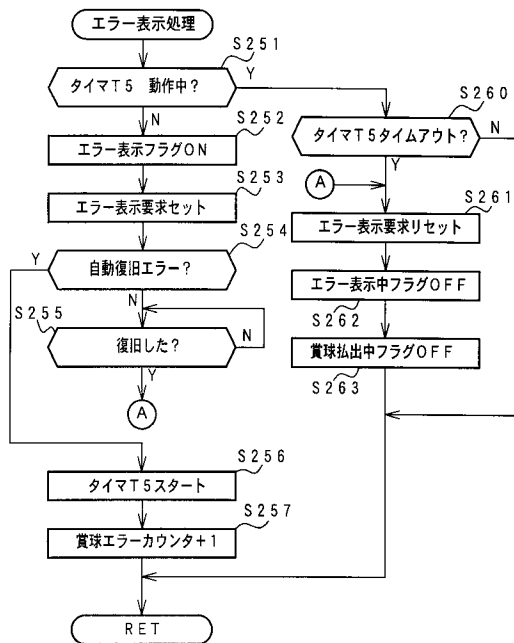 エラー表示処理
S251
タイマT5 動作中?
Y
N
S252
エラー表示フラグON
S253
エラー表示要求セット
S254
自動復旧エラー?
Y
N
S255
復旧した?
N
Y
A
S256
タイマT5スタート
S257
賞球エラーカウンタ+1
RET
S260
タイマT5タイムアウト?
N
Y
A
S261
エラー表示要求リセット
エラー表示中フラグOFF
S262
賞球払出中フラグOFF
S263